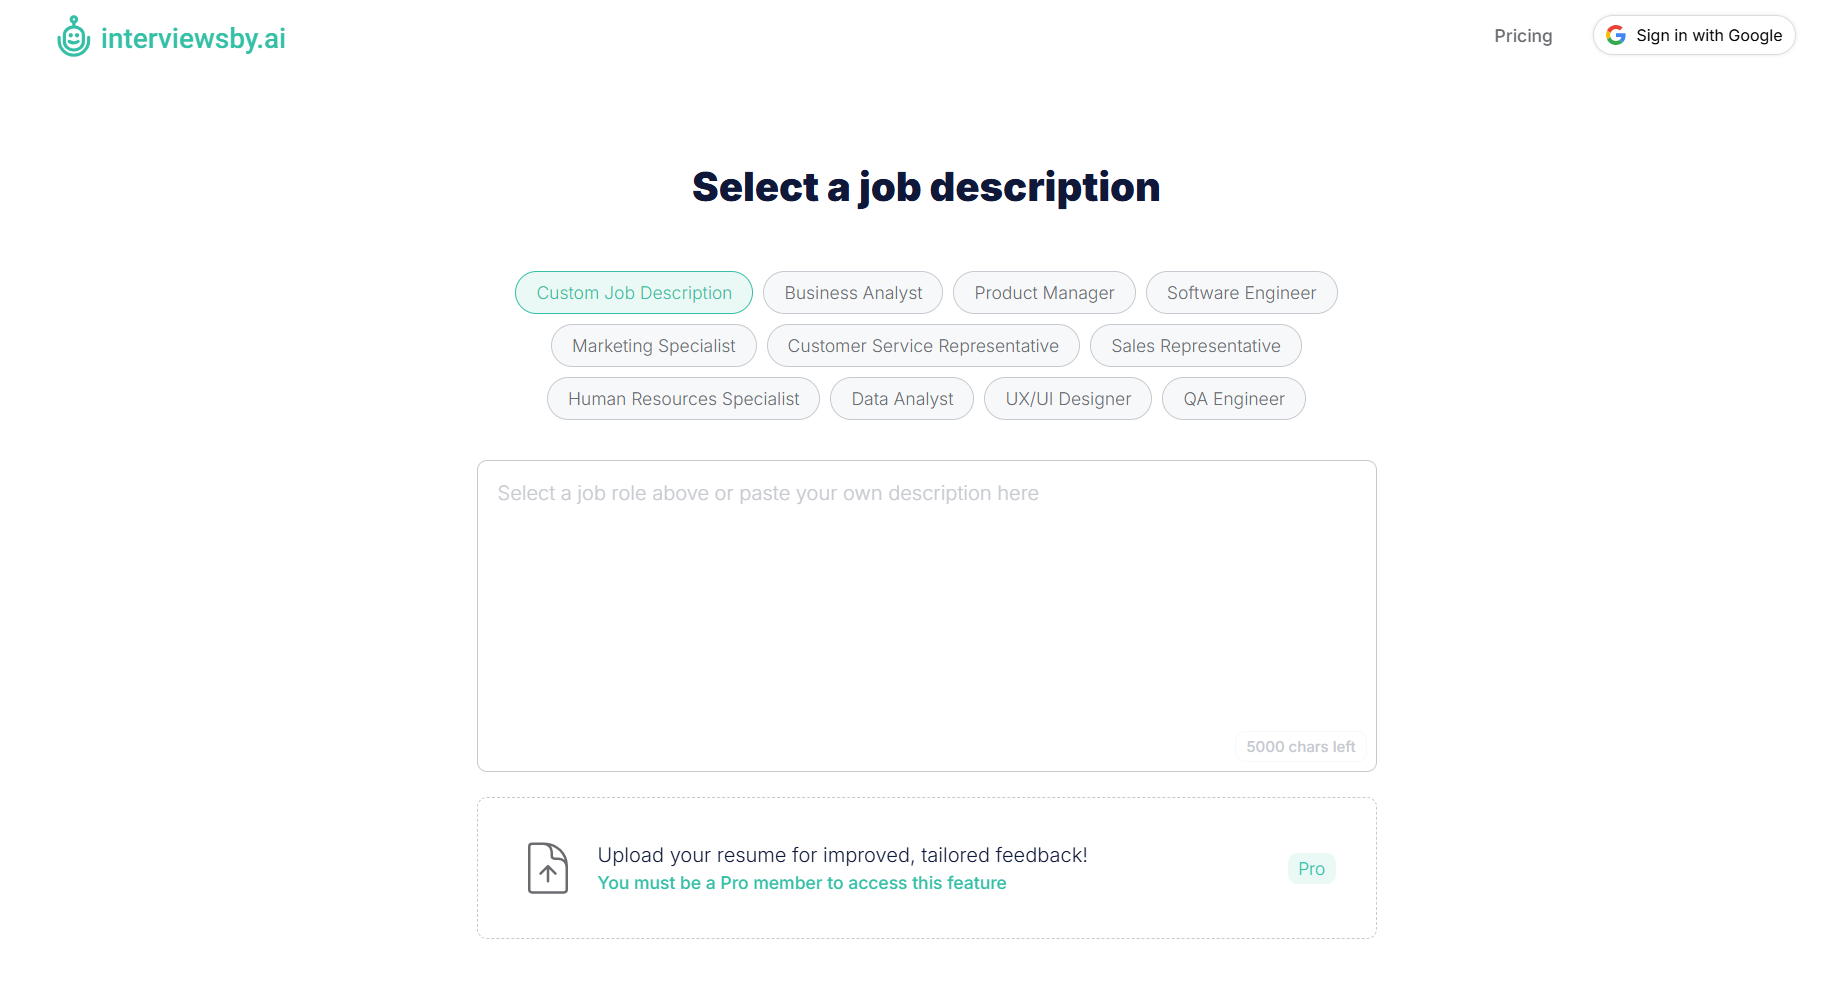 interviewsby.ai
Pricing
Sign in with Google
Select a job description
Custom Job Description
Business Analyst
Product Manager
Software Engineer
Marketing Specialist
Customer Service Representative
Sales Representative
Human Resources Specialist
Data Analyst
UX/UI Designer
QA Engineer
Select a job role above or paste your own description here
5000 chars left
Upload your resume for improved, tailored feedback!
You must be a Pro member to access this feature
Pro